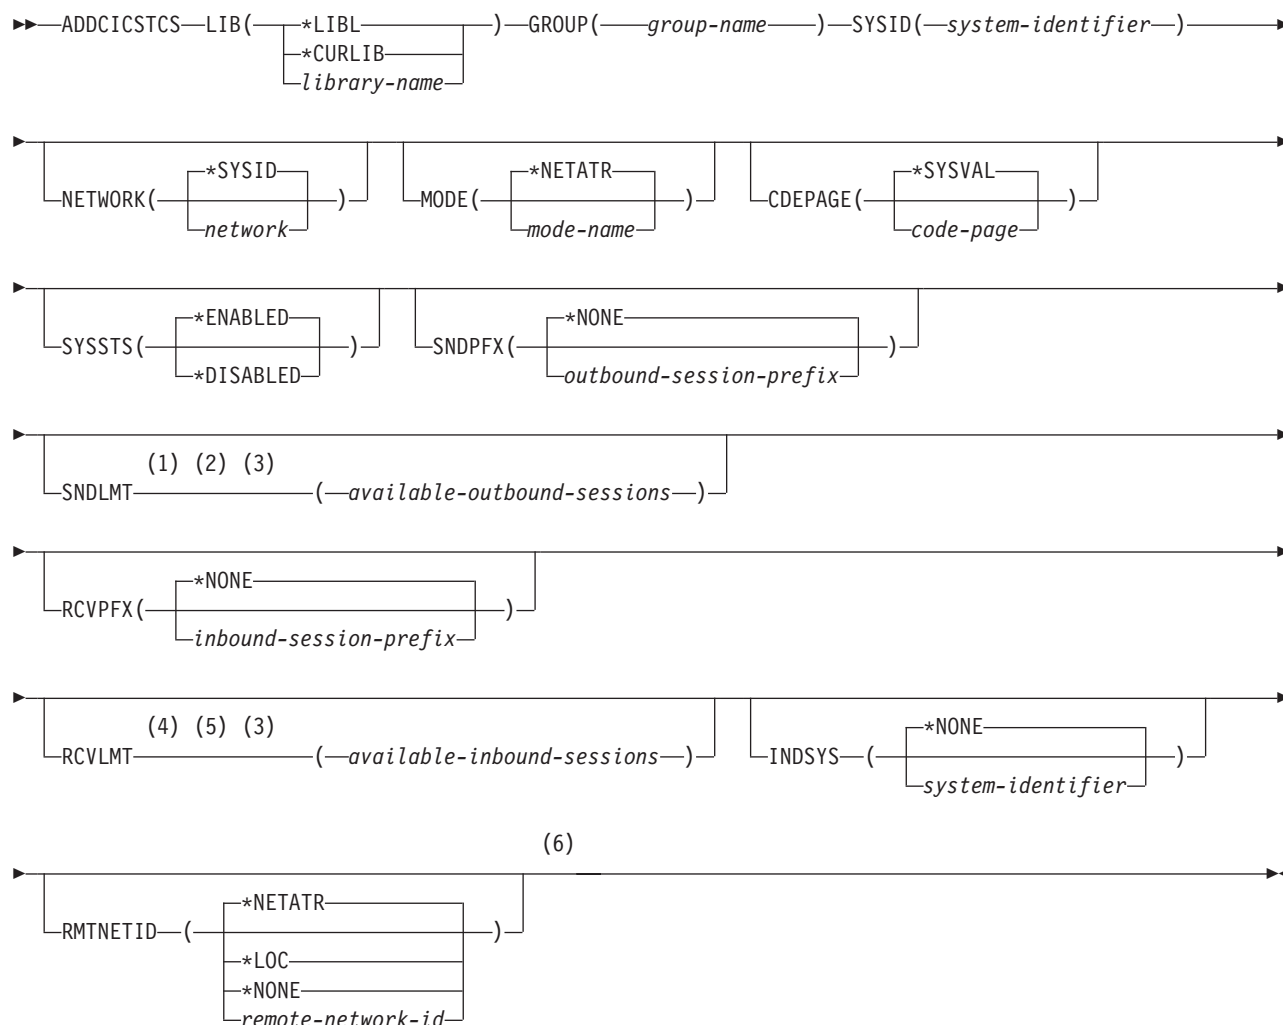 ADDCICSTCS LIB( *LIBL ) GROUP( group-name ) SYSID( system-identifier )
*CURLIB
library-name
*SYSID *NETATR *SYSVAL
NETWORK( ) MODE( ) CDEPAGE( )
network mode-name code-page
*ENABLED *NONE
SYSSTS( ) SNDPFX( )
*DISABLED outbound-session-prefix
(1) (2) (3)
SNDLMT (available-outbound-sessions)
*NONE
RCVPFX( )
inbound-session-prefix
(4) (5) (3) *NONE
RCVLMT (available-inbound-sessions) INDSYS ( )
system-identifier
(6)
*NETATR
RMTNETID ( )
*LOC
*NONE
remote-network-id